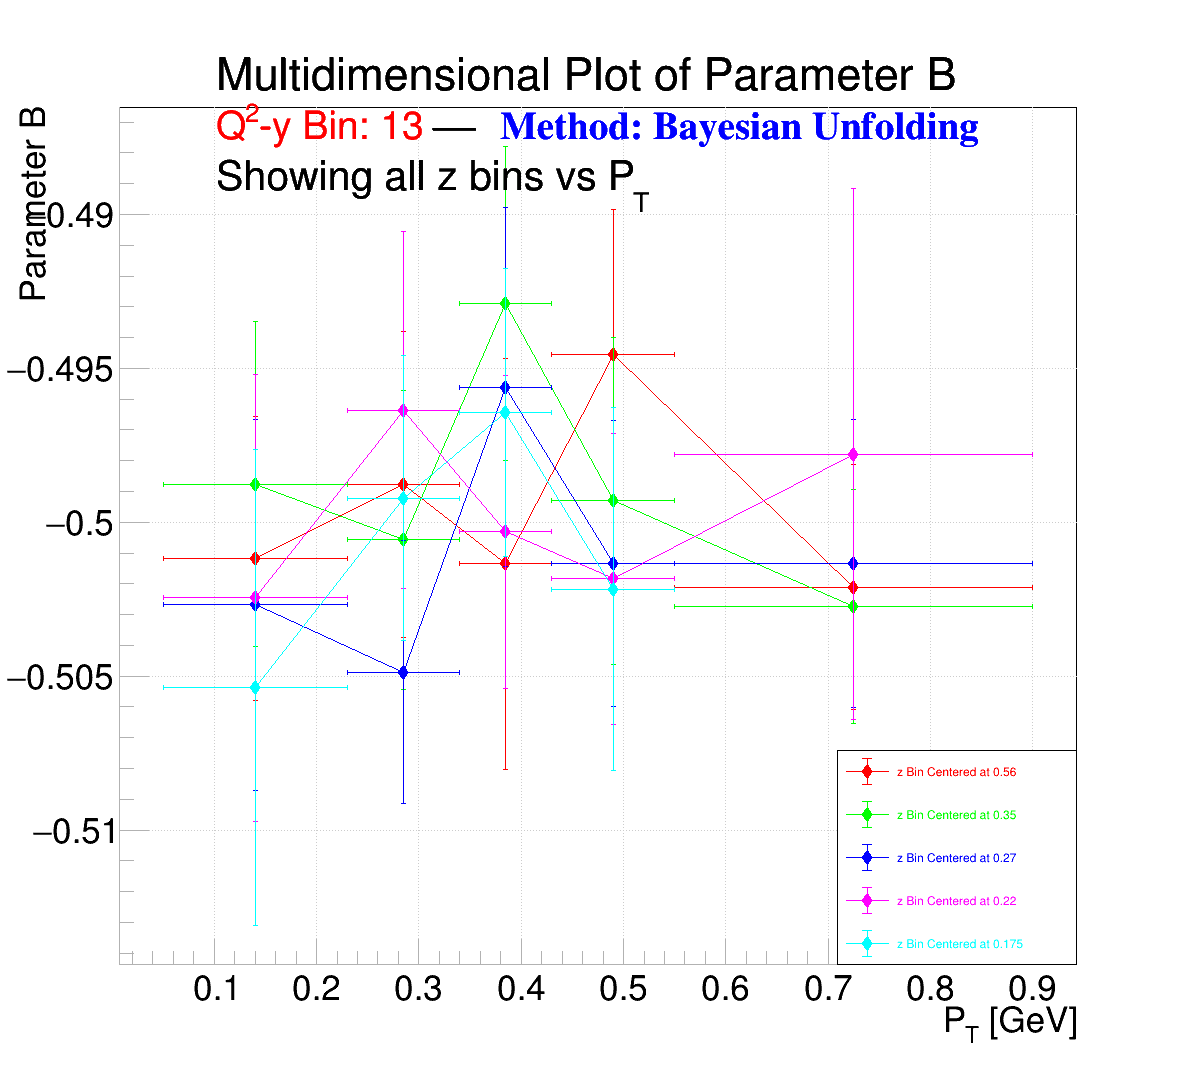 Multidimensional Plot of Parameter B
Q²-y Bin: 13 — Method: Bayesian Unfolding
Showing all z bins vs P_T
Parameter B
−0.49
−0.495
−0.5
−0.505
−0.51
z Bin Centered at 0.56
z Bin Centered at 0.35
z Bin Centered at 0.27
z Bin Centered at 0.22
z Bin Centered at 0.175
0.1 0.2 0.3 0.4 0.5 0.6 0.7 0.8 0.9
P_T [GeV]